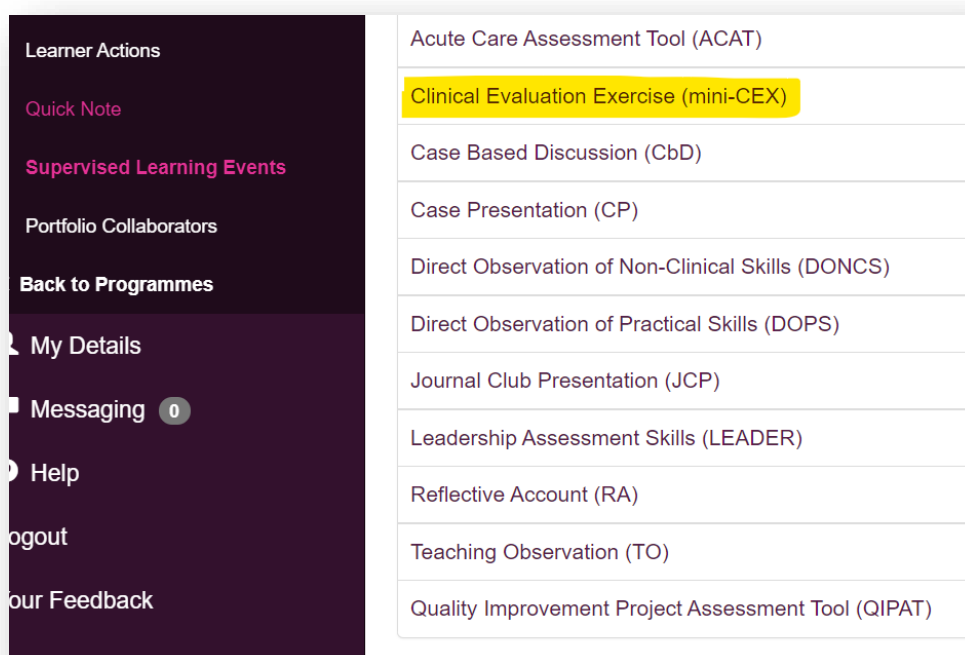 Learner Actions
Quick Note
Supervised Learning Events
Portfolio Collaborators
Back to Programmes
My Details
Messaging 0
Help
ogout
our Feedback
Acute Care Assessment Tool (ACAT)
Clinical Evaluation Exercise (mini-CEX)
Case Based Discussion (CbD)
Case Presentation (CP)
Direct Observation of Non-Clinical Skills (DONCS)
Direct Observation of Practical Skills (DOPS)
Journal Club Presentation (JCP)
Leadership Assessment Skills (LEADER)
Reflective Account (RA)
Teaching Observation (TO)
Quality Improvement Project Assessment Tool (QIPAT)